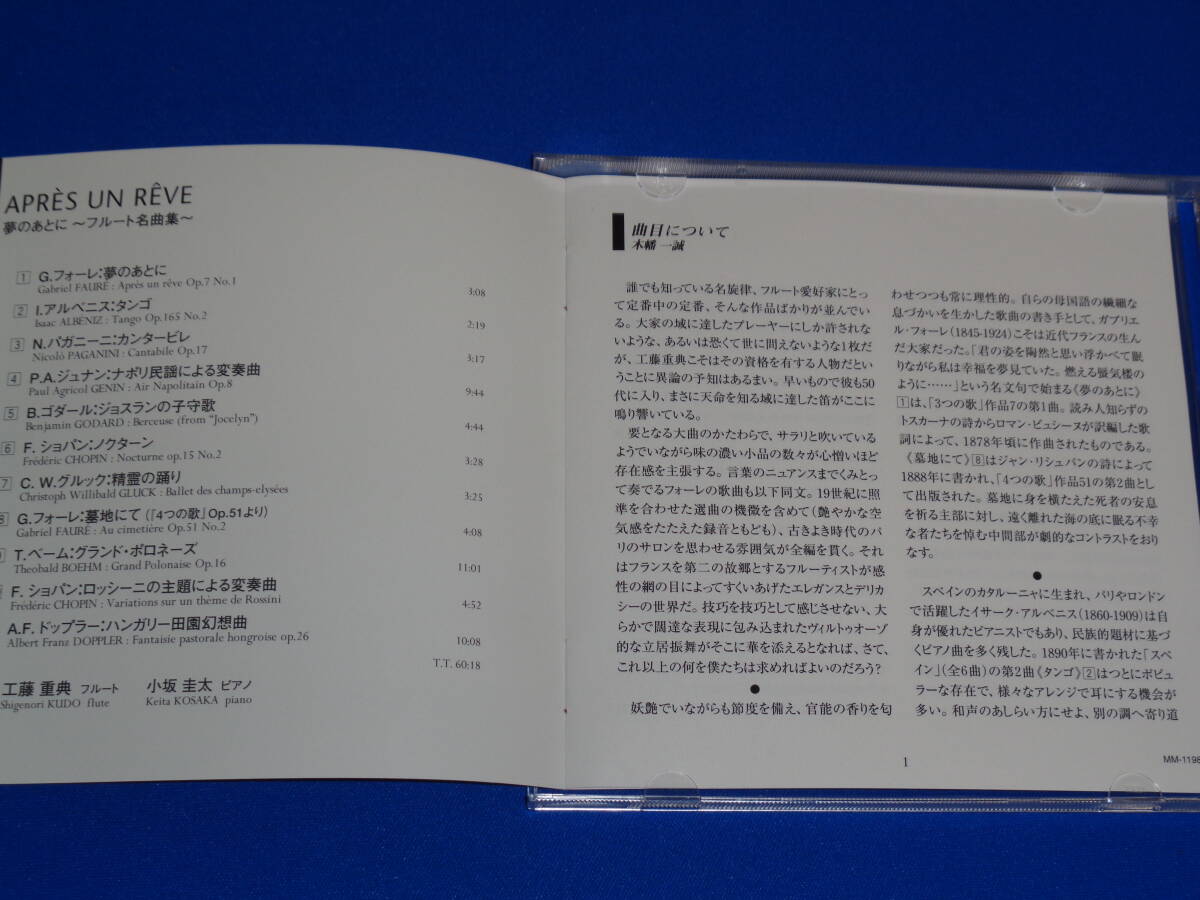 APRÈS UN RÊVE
夢のあとに ～フルート名曲集～
1 G.フォーレ:夢のあとに
Gabriel FAURÉ : Après un rêve Op.7 No.1
3:08
2 I.アルベニス:タンゴ
Isaac ALBÉNIZ : Tango Op.165 No.2
2:19
3 N.パガニーニ:カンタービレ
Nicolò PAGANINI : Cantabile Op.17
3:17
4 P.A.ジュナン:ナポリ民謡による変奏曲
Paul Agricol GENIN : Air Napolitain Op.8
9:44
5 B.ゴダール:ジョスランの子守歌
Benjamin GODARD : Berceuse (from "Jocelyn")
4:44
6 F. ショパン:ノクターン
Frédéric CHOPIN : Nocturne op.15 No.2
3:28
7 C. W.グルック:精霊の踊り
Christoph Willibald GLUCK : Ballet des champs-elysées
3:25
8 G.フォーレ:墓地にて(『4つの歌』Op.51より)
Gabriel FAURÉ : Au cimetière Op.51 No.2
4:08
T.ベーム:グランド・ポロネーズ
Theobald BOEHM : Grand Polonaise Op.16
11:01
F. ショパン:ロッシーニの主題による変奏曲
Frédéric CHOPIN : Variations sur un thème de Rossini
4:52
A.F. ドップラー:ハンガリー田園幻想曲
Albert Franz DOPPLER : Fantaisie pastorale hongroise op.26
10:08
T.T. 60:18
工藤 重典 フルート 小坂 圭太 ピアノ
Shigenori KUDO flute Keita KOSAKA piano
曲目について
木幡 一誠
誰でも知っている名旋律、フルート愛好家にとっ
て定番中の定番、そんな作品ばかりが並んでい
る。大家の域に達したプレーヤーにしか許されな
いような、あるいは恐くて世に問えないような1枚だ
が、工藤重典こそはその資格を有する人物だとい
うことに異論の予知はあるまい。早いもので彼も50
代に入り、まさに天命を知る域に達した笛がここに
鳴り響いている。
要となる大曲のかたわらで、サラリと吹いている
ようでいながら味の濃い小品の数々が心憎いほど
存在感を主張する。言葉のニュアンスまでくみとっ
て奏でるフォーレの歌曲も以下同文。19世紀に照
準を合わせた選曲の機微を含めて(艶やかな空
気感をたたえた録音ともども)、古きよき時代のパ
リのサロンを思わせる雰囲気が全編を貫く。それ
はフランスを第二の故郷とするフルーティストが感
性の網の目によってすくいあげたエレガンスとデリカ
シーの世界だ。技巧を技巧として感じさせない、大
らかで闊達な表現に包み込まれたヴィルトゥオーゾ
的な立居振舞がそこに華を添えるとなれば、さて、
これ以上の何を僕たちは求めればよいのだろう?
●
妖艶でいながらも節度を備え、官能の香りを匂
わせつつも常に理性的。自らの母国語の繊細な
息づかいを生かした歌曲の書き手として、ガブリエ
ル・フォーレ(1845-1924)こそは近代フランスの生ん
だ大家だった。「君の姿を陶然と思い浮かべて眠
りながら私は幸福を夢見ていた。燃える蜃気楼の
ように……」という名文句で始まる《夢のあとに》
1は、「3つの歌」作品7の第1曲。読み人知らずの
トスカーナの詩からロマン・ビュシーヌが訳編した歌
詞によって、1878年頃に作曲されたものである。
《墓地にて》8はジャン・リシュパンの詩によって
1888年に書かれ、「4つの歌」作品51の第2曲とし
て出版された。墓地に身を横たえた死者の安息
を祈る主部に対し、遠く離れた海の底に眠る不幸
な者たちを悼む中間部が劇的なコントラストをおり
なす。
●
スペインのカタルーニャに生まれ、パリやロンドン
で活躍したイサーク・アルベニス(1860-1909)は自
身が優れたピアニストでもあり、民族的題材に基づ
くピアノ曲を多く残した。1890年に書かれた「スペ
イン」(全6曲)の第2曲《タンゴ》2はつとにポピュ
ラーな存在で、様々なアレンジで耳にする機会が
多い。和声のあしらい方にせよ、別の調へ寄り道
1
MM-1198